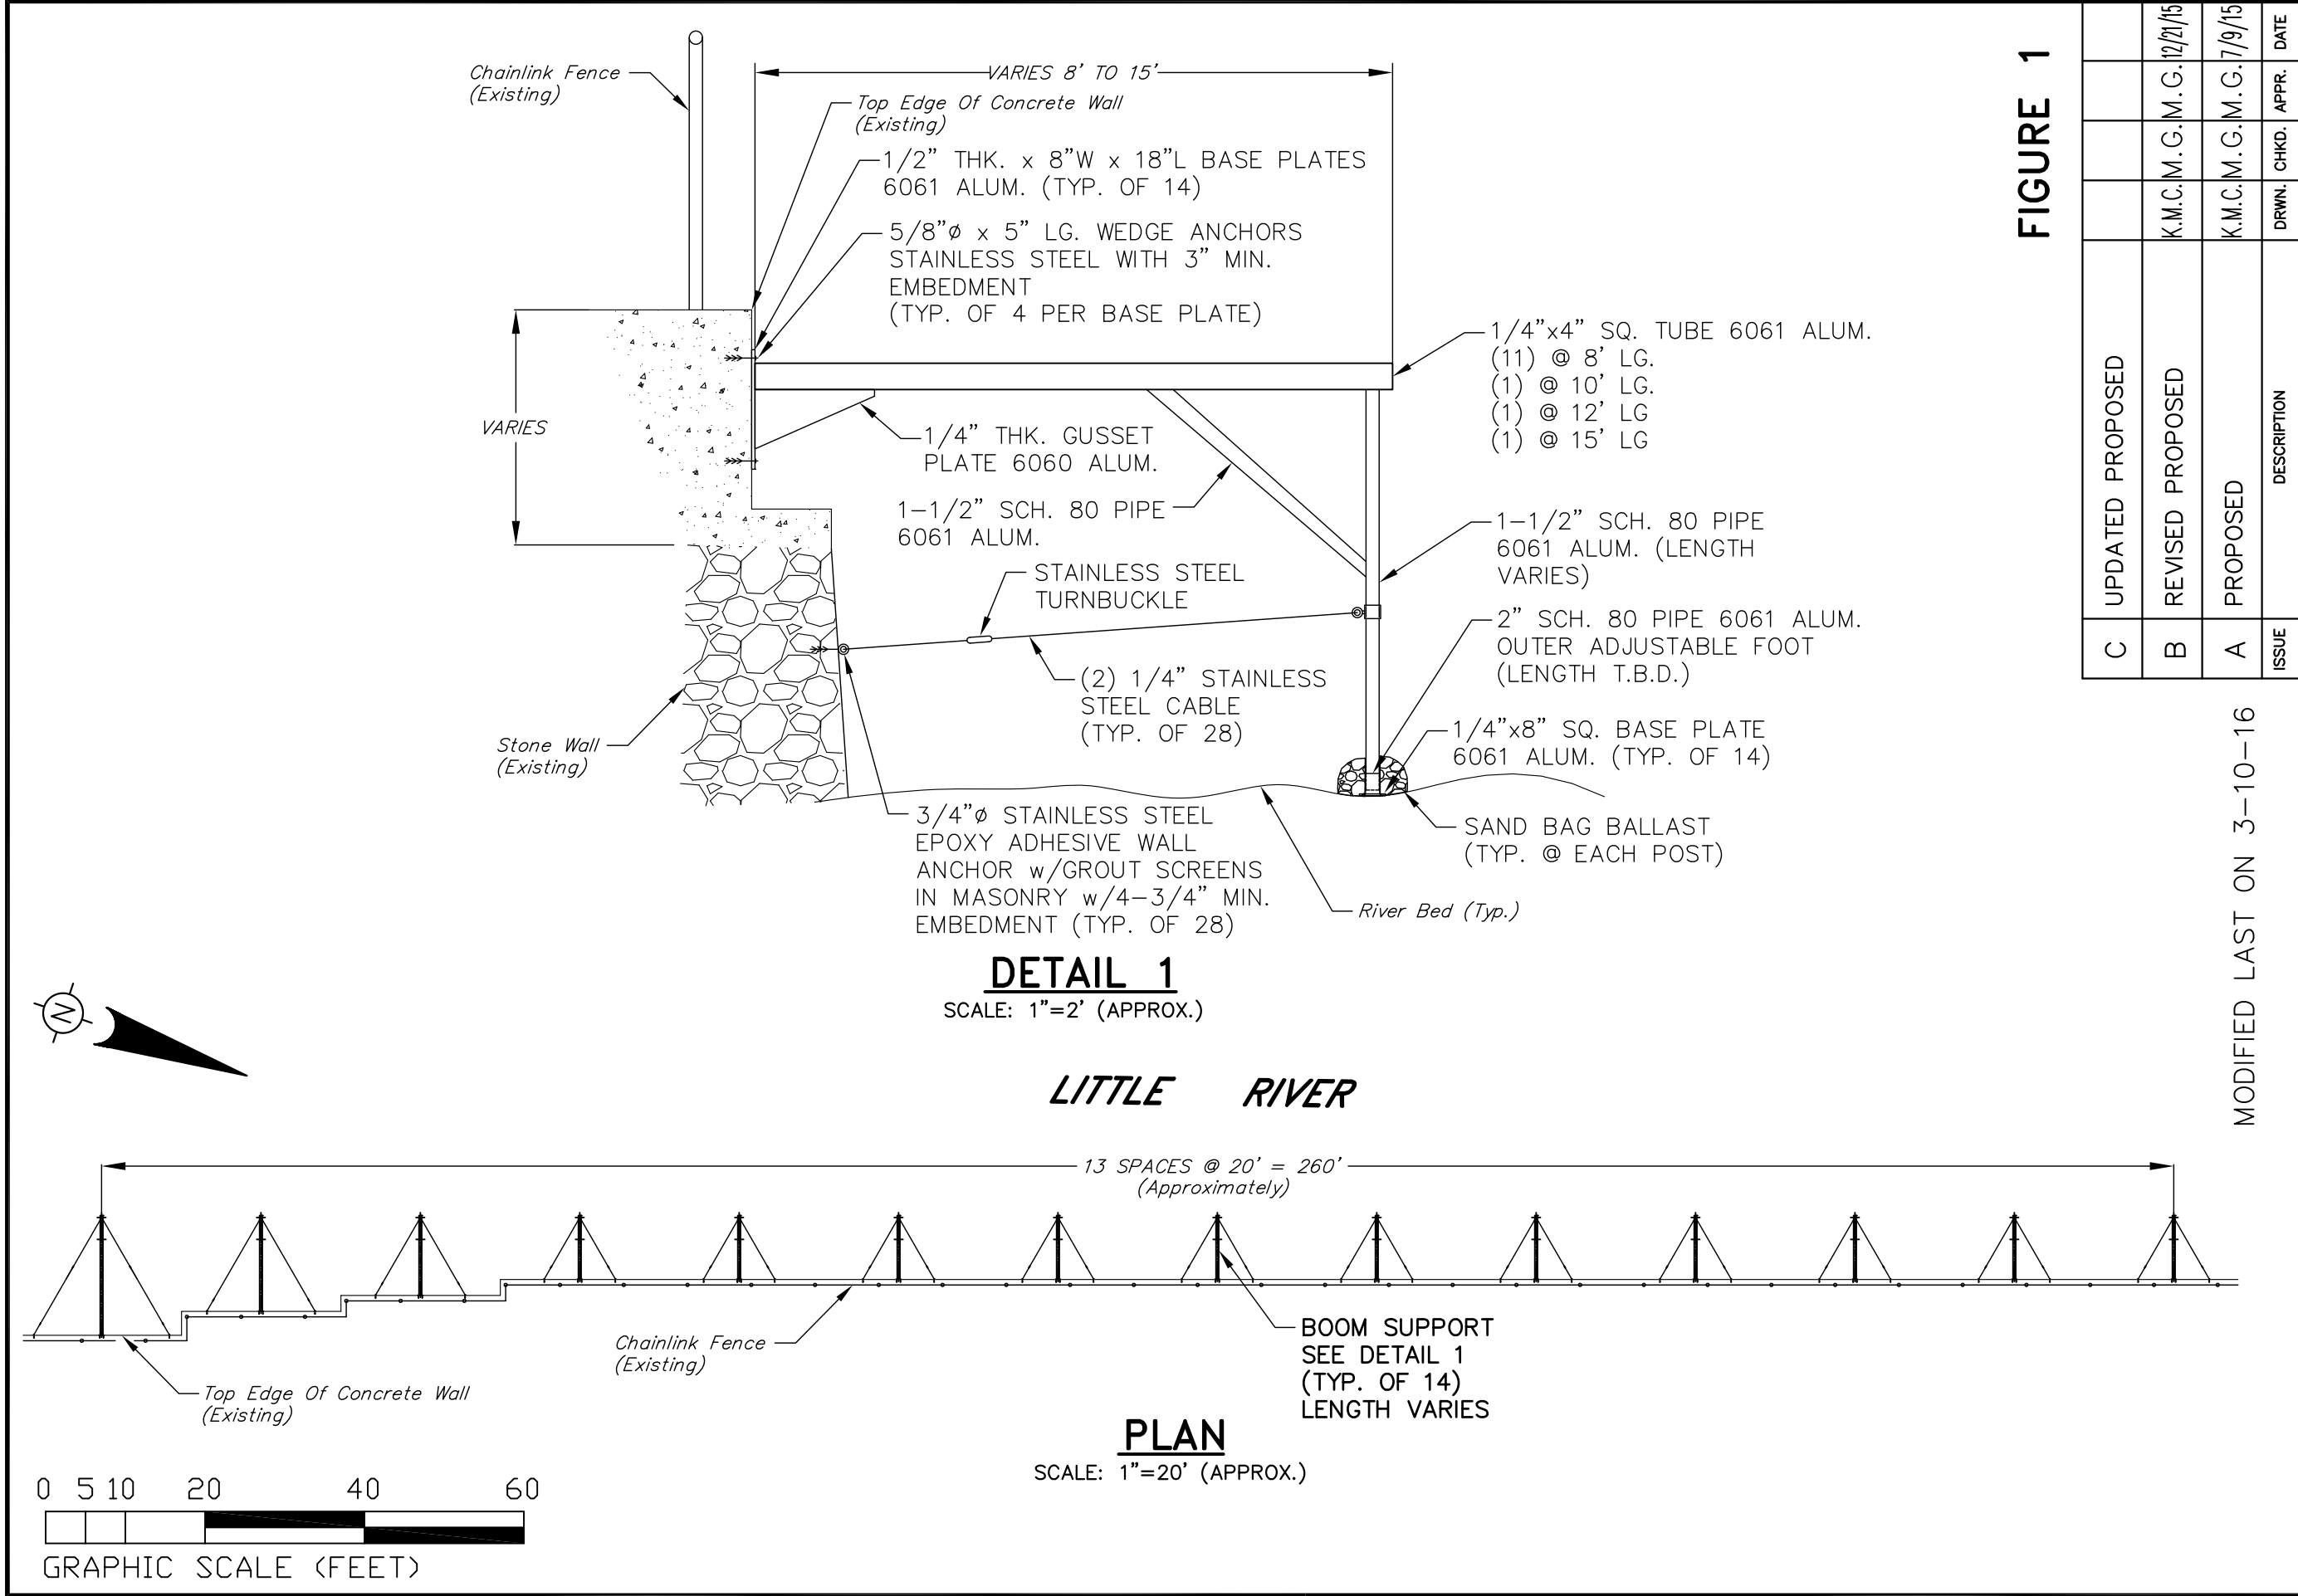 Chainlink Fence
(Existing)
VARIES 8' TO 15'
Top Edge Of Concrete Wall
(Existing)
1/2" THK. x 8"W x 18"L BASE PLATES
6061 ALUM. (TYP. OF 14)
5/8"ø x 5" LG. WEDGE ANCHORS
STAINLESS STEEL WITH 3" MIN.
EMBEDMENT
(TYP. OF 4 PER BASE PLATE)
1/4"x4" SQ. TUBE 6061 ALUM.
(11) @ 8' LG.
(1) @ 10' LG.
(1) @ 12' LG
(1) @ 15' LG
VARIES
1/4" THK. GUSSET
PLATE 6060 ALUM.
1-1/2" SCH. 80 PIPE
6061 ALUM.
1-1/2" SCH. 80 PIPE
6061 ALUM. (LENGTH
VARIES)
STAINLESS STEEL
TURNBUCKLE
2" SCH. 80 PIPE 6061 ALUM.
OUTER ADJUSTABLE FOOT
(LENGTH T.B.D.)
(2) 1/4" STAINLESS
STEEL CABLE
(TYP. OF 28)
1/4"x8" SQ. BASE PLATE
6061 ALUM. (TYP. OF 14)
Stone Wall
(Existing)
3/4"ø STAINLESS STEEL
EPOXY ADHESIVE WALL
ANCHOR w/GROUT SCREENS
IN MASONRY w/4-3/4" MIN.
EMBEDMENT (TYP. OF 28)
SAND BAG BALLAST
(TYP. @ EACH POST)
River Bed (Typ.)
DETAIL 1
SCALE: 1"=2' (APPROX.)
N
LITTLE RIVER
13 SPACES @ 20' = 260'
(Approximately)
Chainlink Fence
(Existing)
Top Edge Of Concrete Wall
(Existing)
BOOM SUPPORT
SEE DETAIL 1
(TYP. OF 14)
LENGTH VARIES
PLAN
SCALE: 1"=20' (APPROX.)
0 5 10 20 40 60
GRAPHIC SCALE (FEET)
FIGURE 1
C UPDATED PROPOSED
B REVISED PROPOSED K.M.C. M.G. M.G. 12/21/15
A PROPOSED K.M.C. M.G. M.G. 7/9/15
ISSUE DESCRIPTION DRWN. CHKD. APPR. DATE
MODIFIED LAST ON 3-10-16